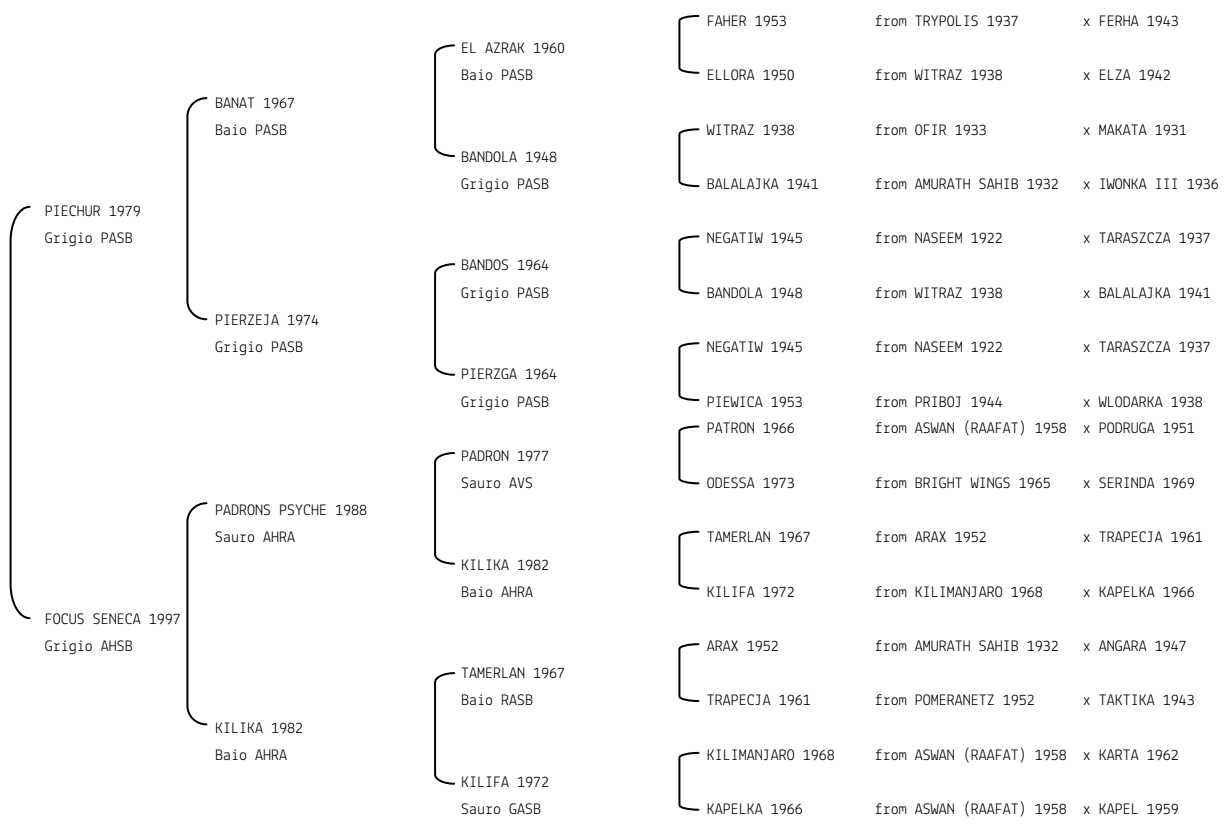 FAHER 1953 from TRYPOLIS 1937 x FERHA 1943
EL AZRAK 1960
Baio PASB ELLORA 1950 from WITRAZ 1938 x ELZA 1942
BANAT 1967
Baio PASB WITRAZ 1938 from OFIR 1933 x MAKATA 1931
BANDOLA 1948
Grigio PASB BALALAJKA 1941 from AMURATH SAHIB 1932 x IWONKA III 1936
PIECHUR 1979
Grigio PASB NEGATIW 1945 from NASEEM 1922 x TARASZCZA 1937
BANDOS 1964
Grigio PASB BANDOLA 1948 from WITRAZ 1938 x BALALAJKA 1941
PIERZEJA 1974
Grigio PASB NEGATIW 1945 from NASEEM 1922 x TARASZCZA 1937
PIERZGA 1964
Grigio PASB PIEWICA 1953 from PRIBOJ 1944 x WLODARKA 1938
PATRON 1966 from ASWAN (RAAFAT) 1958 x PODRUGA 1951
PADRON 1977
Sauro AVS ODESSA 1973 from BRIGHT WINGS 1965 x SERINDA 1969
PADRONS PSYCHE 1988
Sauro AHRA TAMERLAN 1967 from ARAX 1952 x TRAPECJA 1961
KILIKA 1982
Baio AHRA KILIFA 1972 from KILIMANJARO 1968 x KAPELKA 1966
FOCUS SENECA 1997
Grigio AHSB ARAX 1952 from AMURATH SAHIB 1932 x ANGARA 1947
TAMERLAN 1967
Baio RASB TRAPECJA 1961 from POMERANETZ 1952 x TAKTIKA 1943
KILIKA 1982
Baio AHRA KILIMANJARO 1968 from ASWAN (RAAFAT) 1958 x KARTA 1962
KILIFA 1972
Sauro GASB KAPELKA 1966 from ASWAN (RAAFAT) 1958 x KAPEL 1959